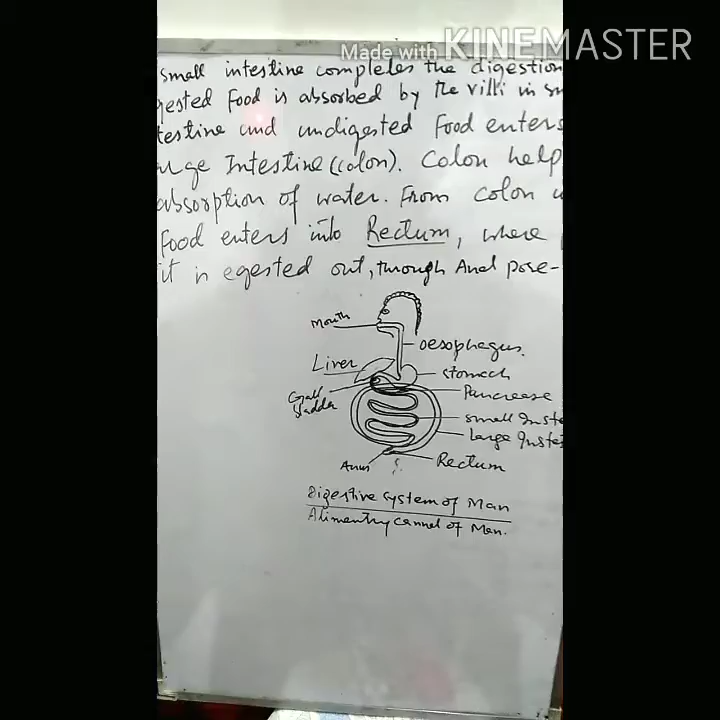 Made with KINEMASTER
small intestine completes the digestion
gested food is absorbed by the villi in sm
testine and undigested Food enters
rge Intestine (colon). Colon help
absorption of water. From Colon u
Food enters into Rectum, where
it is egested out, through Anal pore-
Mouth
oesophagus.
Liver
stomach
Gall bladder
Pancrease
small Inste
large Inste
Anus
Rectum
Digestive system of Man
Alimentry cannel of Man.